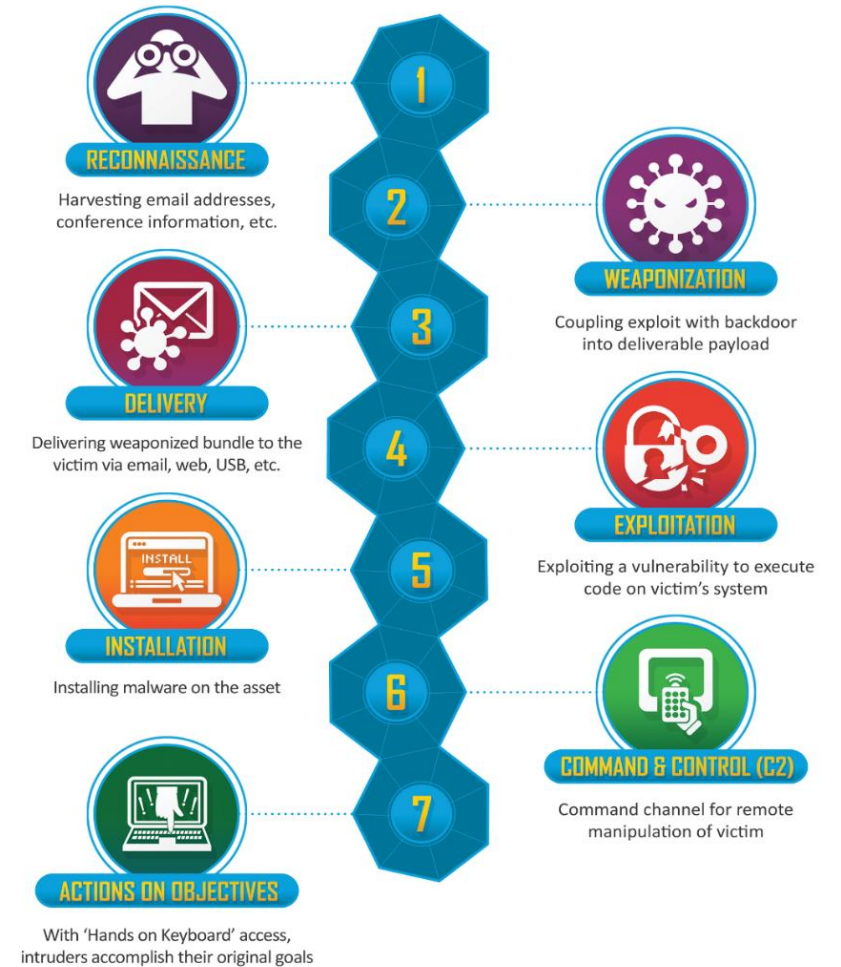 1
RECONNAISSANCE
Harvesting email addresses,
conference information, etc.
2
WEAPONIZATION
Coupling exploit with backdoor
into deliverable payload
3
DELIVERY
Delivering weaponized bundle to the
victim via email, web, USB, etc.
4
EXPLOITATION
Exploiting a vulnerability to execute
code on victim's system
5
INSTALL
INSTALLATION
Installing malware on the asset
6
COMMAND & CONTROL (C2)
Command channel for remote
manipulation of victim
7
ACTIONS ON OBJECTIVES
With ‘Hands on Keyboard’ access,
intruders accomplish their original goals